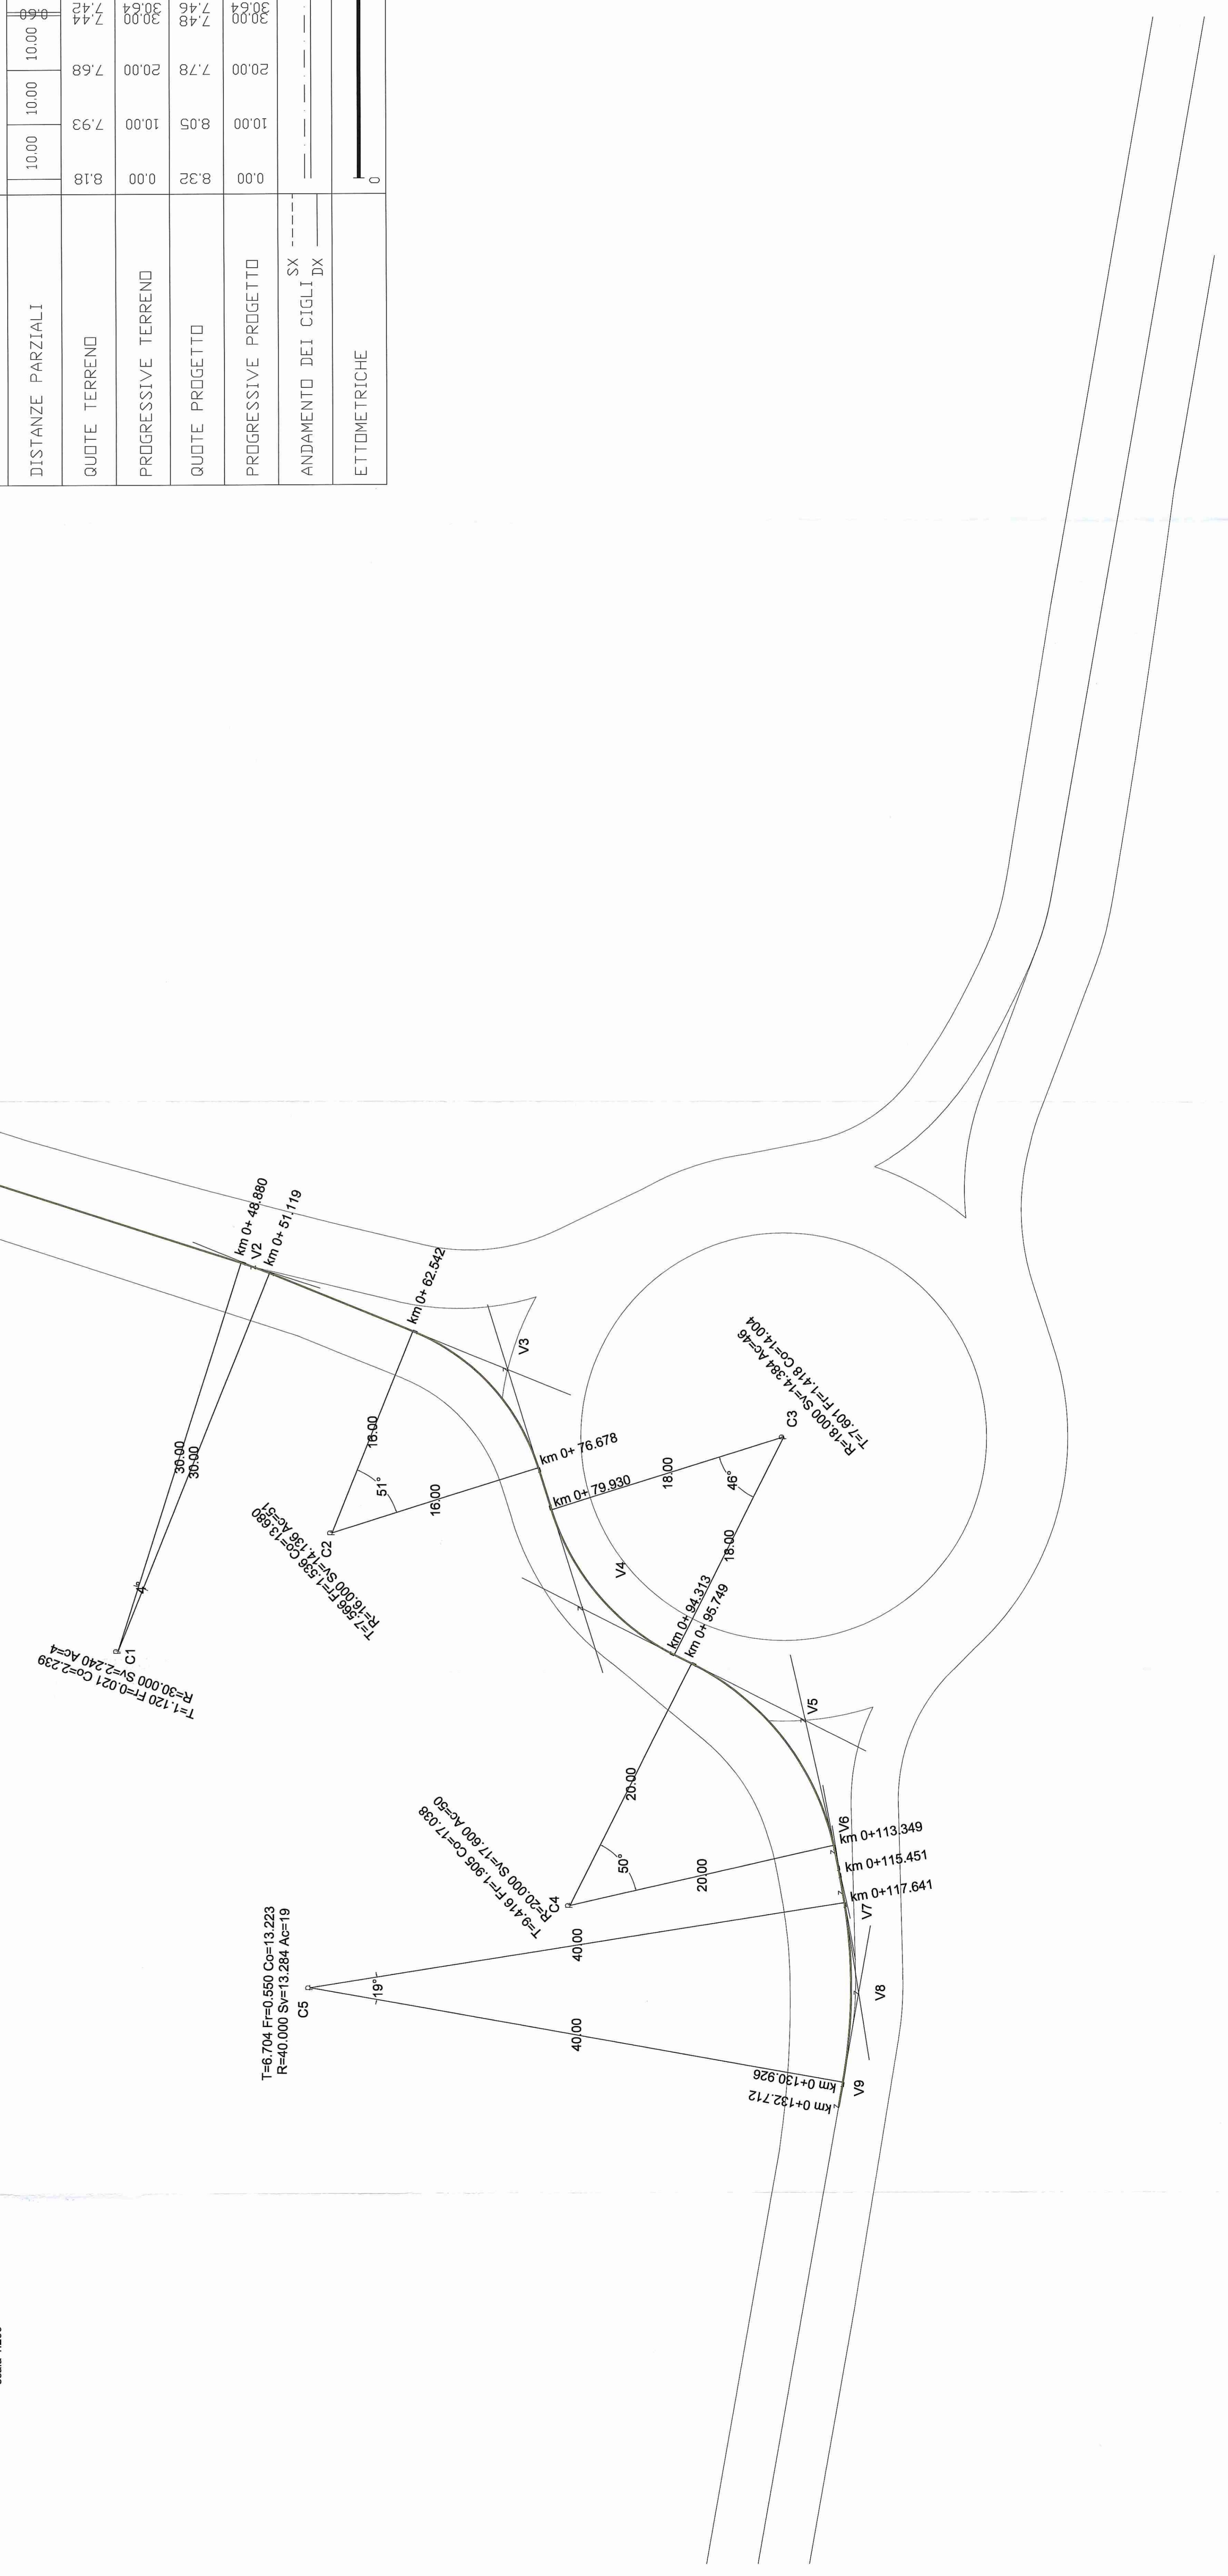 DISTANZE PARZIALI 10.00 10.00 10.00 0.60
QUOTE TERRENO 8.18 7.93 7.68 7.44 7.42
PROGRESSIVE TERRENO 0.00 10.00 20.00 30.00 30.64
QUOTE PROGETTO 8.32 8.05 7.78 7.48 7.46
PROGRESSIVE PROGETTO 0.00 10.00 20.00 30.00 30.64
ANDAMENTO DEI CIGLI SX
DX
ETTOMETRICHE 0
km 0+ 48.880
V2
km 0+ 51.119
30.00
30.00
4°
C1
T=1.120 Fr=0.021 Co=2.239
R=30.000 Sv=2.240 Ac=4
km 0+ 62.542
V3
16.00
51°
16.00
C2
T=7.566 Fr=1.536 Co=13.680
R=16.000 Sv=14.136 Ac=51
km 0+ 76.678
km 0+ 79.930
18.00
46°
18.00
C3
R=18.000 Sv=14.384 Ac=46
T=7.601 Fr=1.418 Co=14.004
V4
km 0+ 94.313
km 0+ 95.749
V5
20.00
50°
20.00
C4
T=9.416 Fr=1.905 Co=17.038
R=20.000 Sv=17.600 Ac=50
V6
km 0+113.349
km 0+115.451
km 0+117.641
V7
40.00
19°
40.00
C5
T=6.704 Fr=0.550 Co=13.223
R=40.000 Sv=13.284 Ac=19
V8
km 0+130.926
km 0+132.712
V9